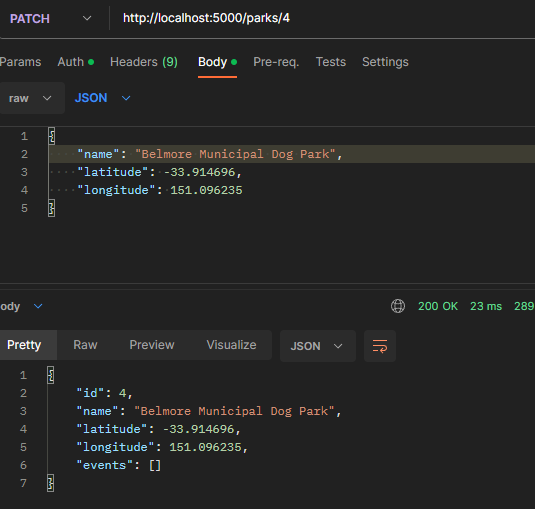 PATCH http://localhost:5000/parks/4
Params Auth Headers (9) Body Pre-req. Tests Settings
raw JSON
1 {
2 "name": "Belmore Municipal Dog Park",
3 "latitude": -33.914696,
4 "longitude": 151.096235
5 }
ody 200 OK 23 ms 289
Pretty Raw Preview Visualize JSON
1 {
2 "id": 4,
3 "name": "Belmore Municipal Dog Park",
4 "latitude": -33.914696,
5 "longitude": 151.096235,
6 "events": []
7 }